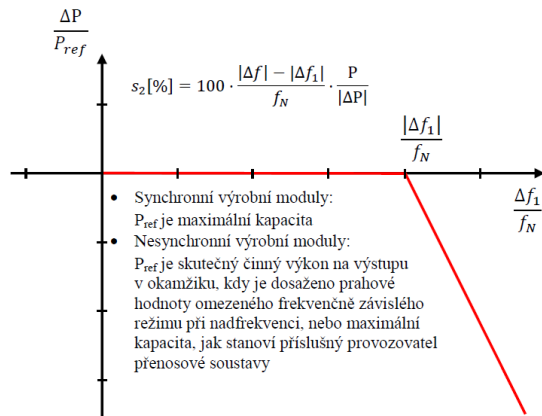 ΔP
P_ref
s₂[%] = 100 · (|Δf| − |Δf₁|)/f_N · P/|ΔP|
|Δf₁|
f_N
Δf₁
f_N
• Synchronní výrobní moduly:
P_ref je maximální kapacita
• Nesynchronní výrobní moduly:
P_ref je skutečný činný výkon na výstupu
v okamžiku, kdy je dosaženo prahové
hodnoty omezeného frekvenčně závislého
režimu při nadfrekvenci, nebo maximální
kapacita, jak stanoví příslušný provozovatel
přenosové soustavy